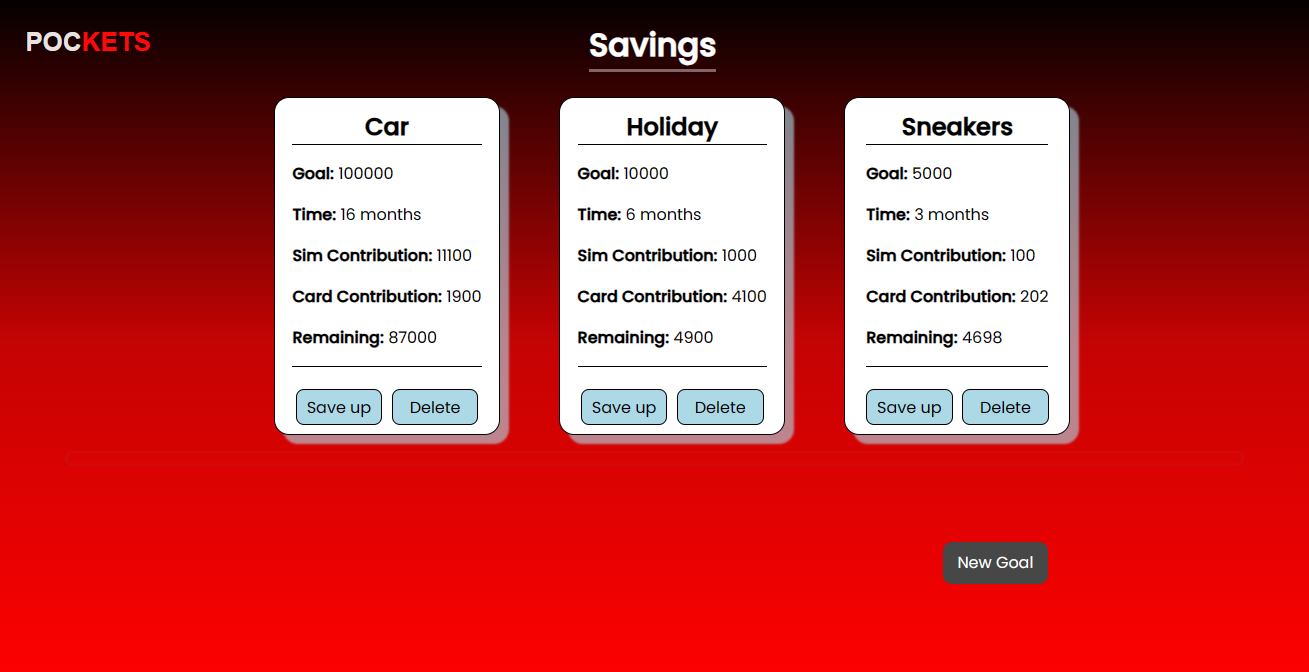 POCKETS
Savings
Car
Goal: 100000
Time: 16 months
Sim Contribution: 11100
Card Contribution: 1900
Remaining: 87000
Save up
Delete
Holiday
Goal: 10000
Time: 6 months
Sim Contribution: 1000
Card Contribution: 4100
Remaining: 4900
Save up
Delete
Sneakers
Goal: 5000
Time: 3 months
Sim Contribution: 100
Card Contribution: 202
Remaining: 4698
Save up
Delete
New Goal